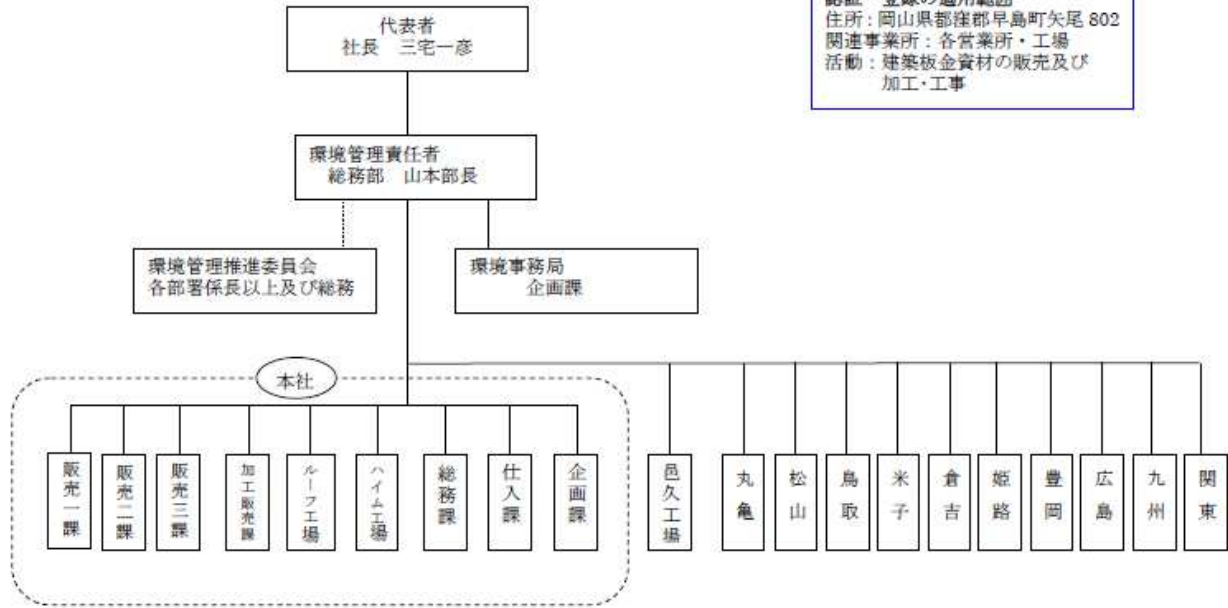 代表者
社長　三宅一彦
住所：岡山県都窪郡早島町矢尾 802
関連事業所：各営業所・工場
活動：建築板金資材の販売及び
加工・工事
環境管理責任者
総務部　山本部長
環境管理推進委員会
各部署係長以上及び総務
環境事務局
企画課
本社
販売一課
販売二課
販売三課
加工販売課
ルーフ工場
ハイム工場
総務課
仕入課
企画課
邑久工場
丸亀
松山
鳥取
米子
倉吉
姫路
豊岡
広島
九州
関東